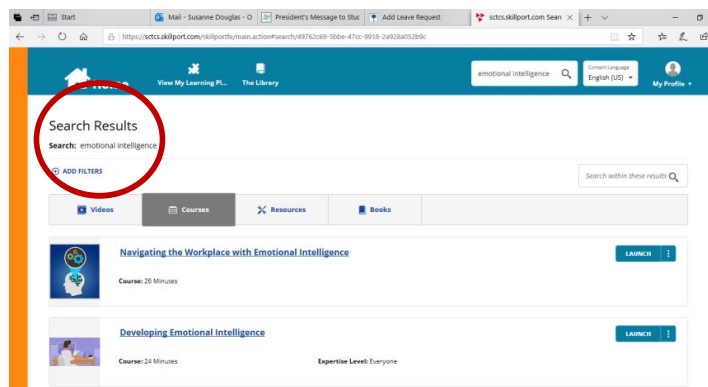 Start
Mail - Susanne Douglas - O
President's Message to Stuc
Add Leave Request
sctcs.skillport.com Sear
https://sctcs.skillport.com/skillportfe/main.action#search/49762c69-5bbe-47cc-9918-2a928a052b9c
Home
View My Learning Pl...
The Library
emotional intelligence
Content Language
English (US)
My Profile
Search Results
Search: emotional intelligence
ADD FILTERS
Search within these results
Videos
Courses
Resources
Books
Navigating the Workplace with Emotional Intelligence
LAUNCH
Course: 26 Minutes
Developing Emotional Intelligence
LAUNCH
Course: 24 Minutes
Expertise Level: Everyone